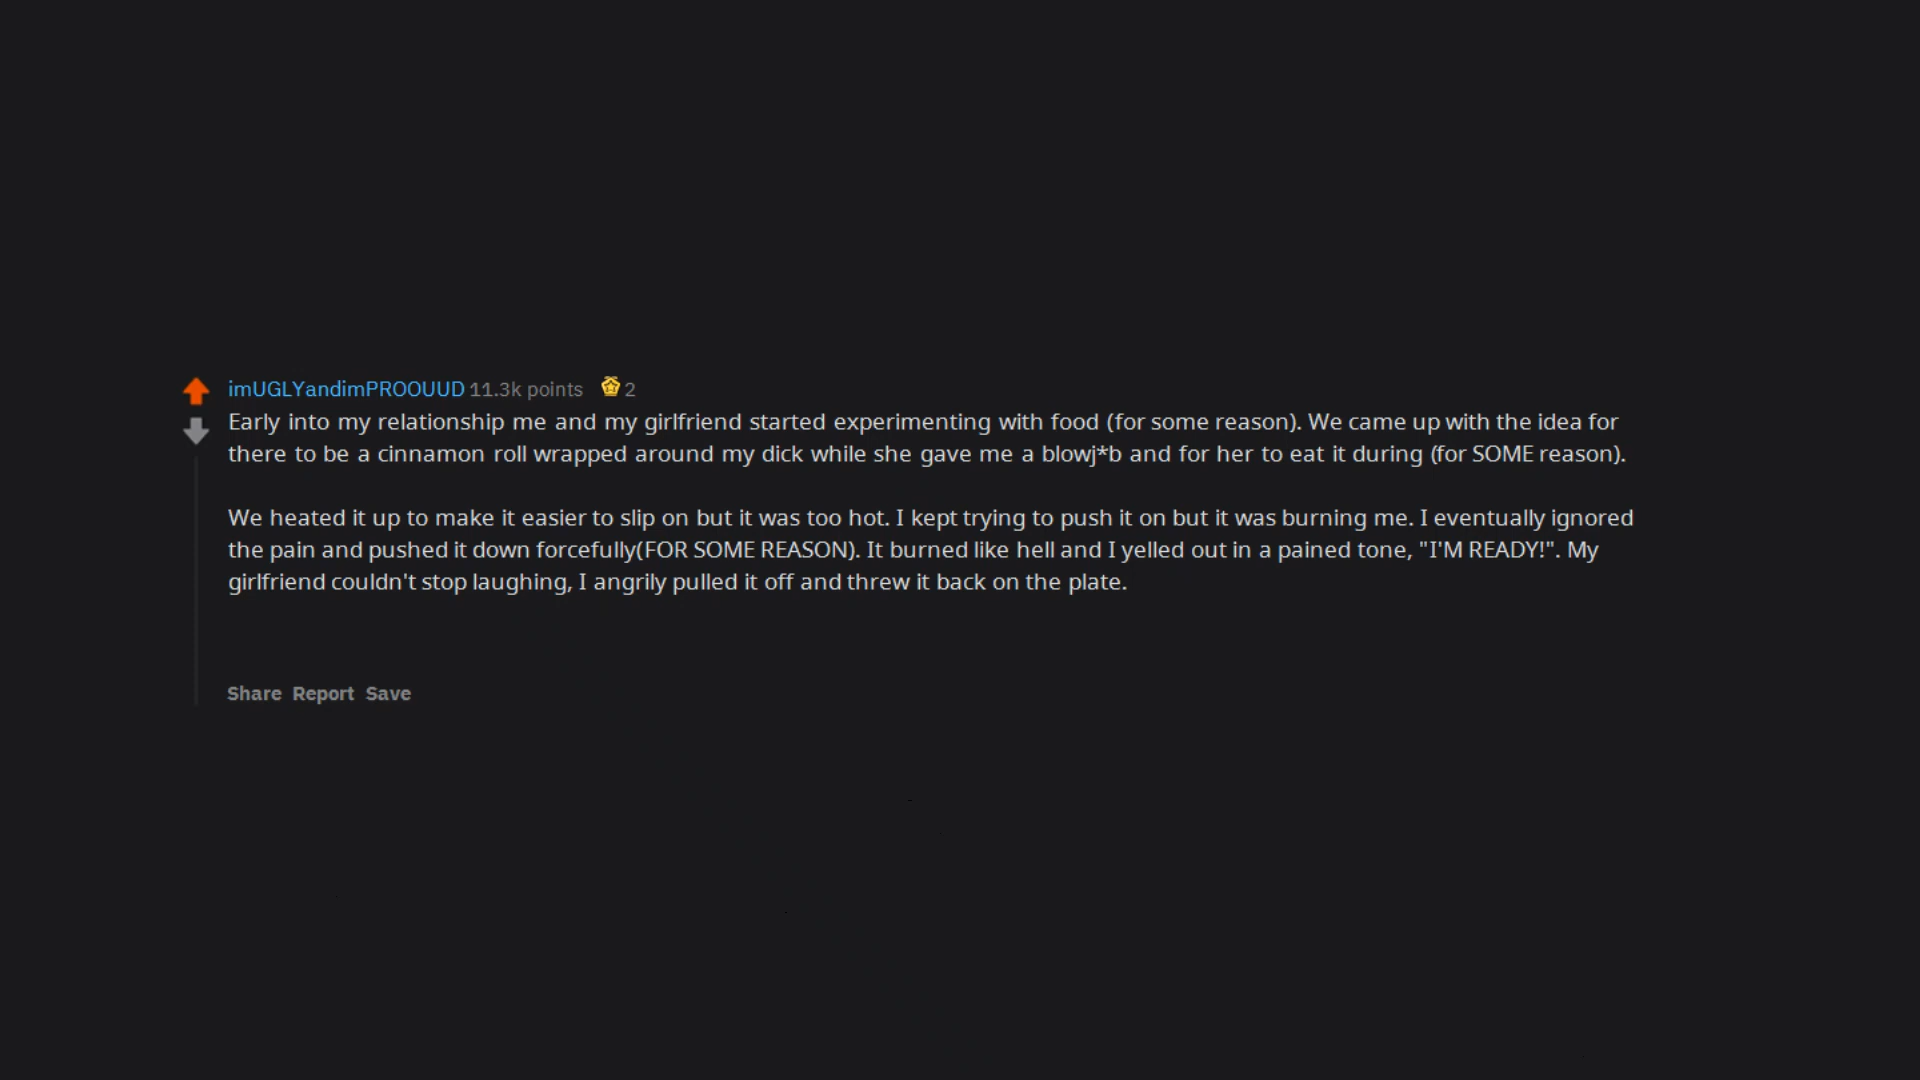 imUGLYandimPROOUUD 11.3k points 2
Early into my relationship me and my girlfriend started experimenting with food (for some reason). We came up with the idea for
there to be a cinnamon roll wrapped around my dick while she gave me a blowj*b and for her to eat it during (for SOME reason).
We heated it up to make it easier to slip on but it was too hot. I kept trying to push it on but it was burning me. I eventually ignored
the pain and pushed it down forcefully(FOR SOME REASON). It burned like hell and I yelled out in a pained tone, "I'M READY!". My
girlfriend couldn't stop laughing, I angrily pulled it off and threw it back on the plate.
Share Report Save